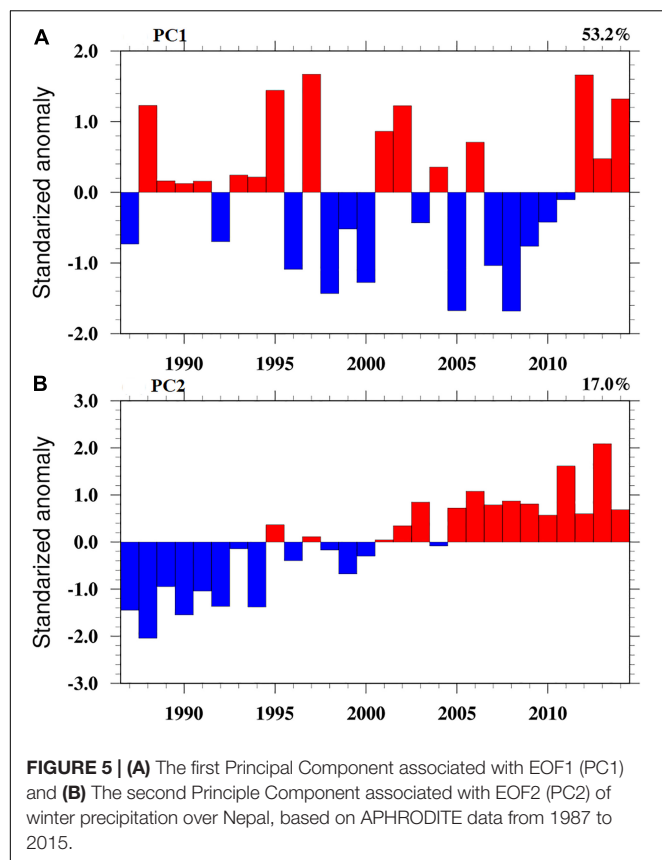 A PC1 53.2%
2.0
1.0
0.0
-1.0
-2.0
Standarized anomaly
1990 1995 2000 2005 2010
B PC2 17.0%
3.0
2.0
1.0
0.0
-1.0
-2.0
-3.0
Standarized anomaly
1990 1995 2000 2005 2010
FIGURE 5 | (A) The first Principal Component associated with EOF1 (PC1)
and (B) The second Principle Component associated with EOF2 (PC2) of
winter precipitation over Nepal, based on APHRODITE data from 1987 to
2015.